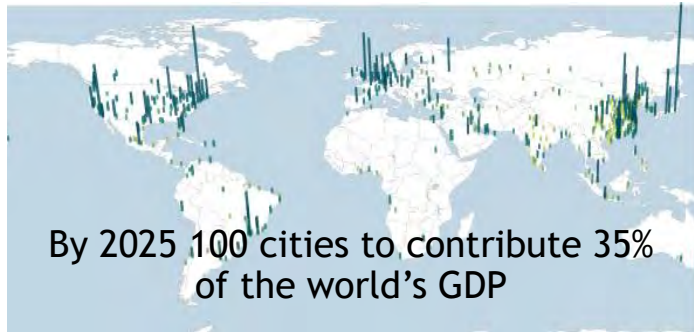 By 2025 100 cities to contribute 35%
of the world’s GDP